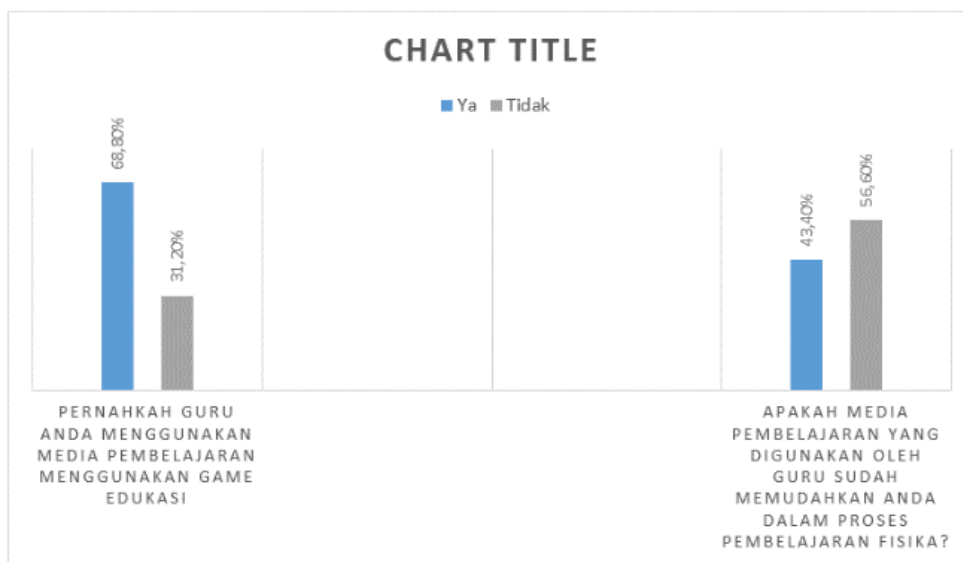 CHART TITLE
Ya Tidak
68,80%
31,20%
43,40%
56,60%
PERNAHKAH GURU
ANDA MENGGUNAKAN
MEDIA PEMBELAJARAN
MENGGUNAKAN GAME
EDUKASI
APAKAH MEDIA
PEMBELAJARAN YANG
DIGUNAKAN OLEH
GURU SUDAH
MEMUDAHKAN ANDA
DALAM PROSES
PEMBELAJARAN FISIKA?